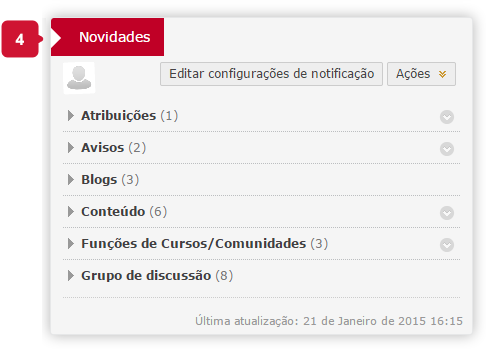 4
Novidades
Editar configurações de notificação Ações
Atribuições (1)
Avisos (2)
Blogs (3)
Conteúdo (6)
Funções de Cursos/Comunidades (3)
Grupo de discussão (8)
Última atualização: 21 de Janeiro de 2015 16:15